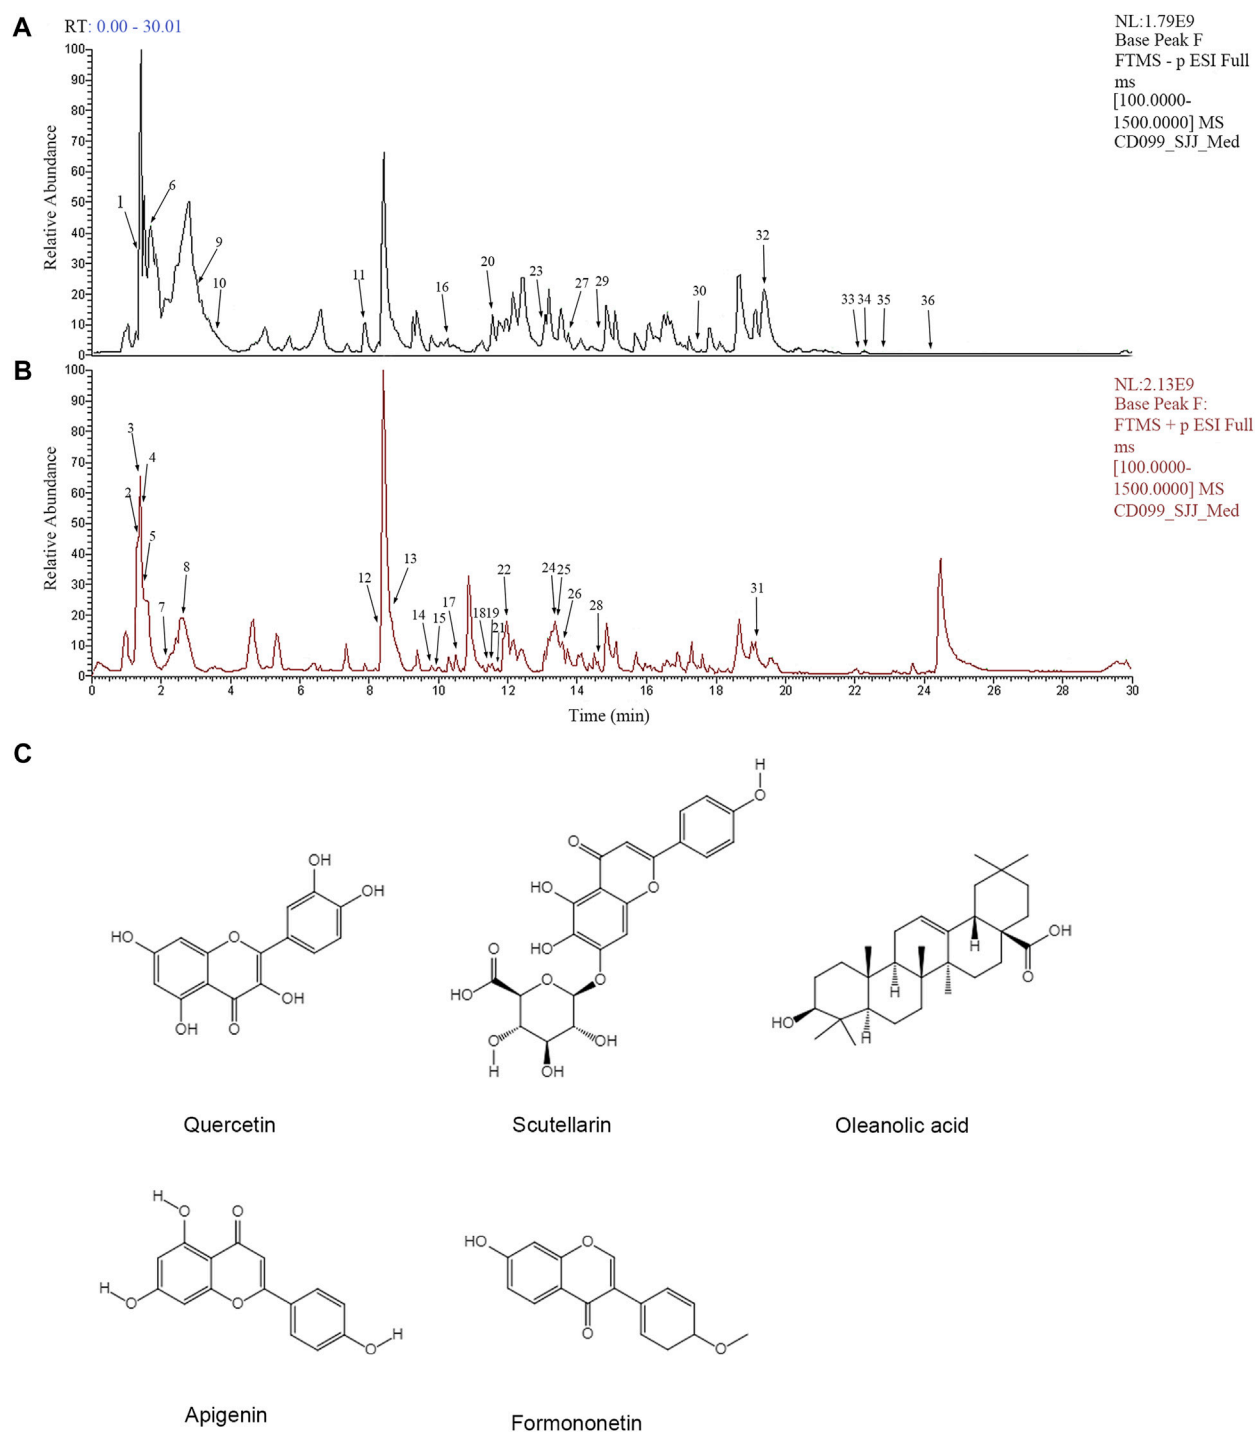 A
RT: 0.00 - 30.01
NL:1.79E9
Base Peak F
FTMS - p ESI Full
ms
[100.0000-
1500.0000] MS
CD099_SJJ_Med
Relative Abundance
100
90
80
70
60
50
40
30
20
10
0
1
6
9
10
11
16
20
23
27
29
30
32
33
34
35
36
B
NL:2.13E9
Base Peak F:
FTMS + p ESI Full
ms
[100.0000-
1500.0000] MS
CD099_SJJ_Med
Relative Abundance
100
90
80
70
60
50
40
30
20
10
0
3
2
4
5
7
8
12
13
14
15
17
18
19
21
22
24
25
26
28
31
0 2 4 6 8 10 12 14 16 18 20 22 24 26 28 30
Time (min)
C
OH
OH
HO
O
OH
OH
O
Quercetin
H
O
O
O
HO
HO
O
O
O
HO
O
OH
H
OH
Scutellarin
OH
O
H
H
H
HO
Oleanolic acid
H
O
O
H
O
O
O
H
Apigenin
HO
O
O
O
Formononetin